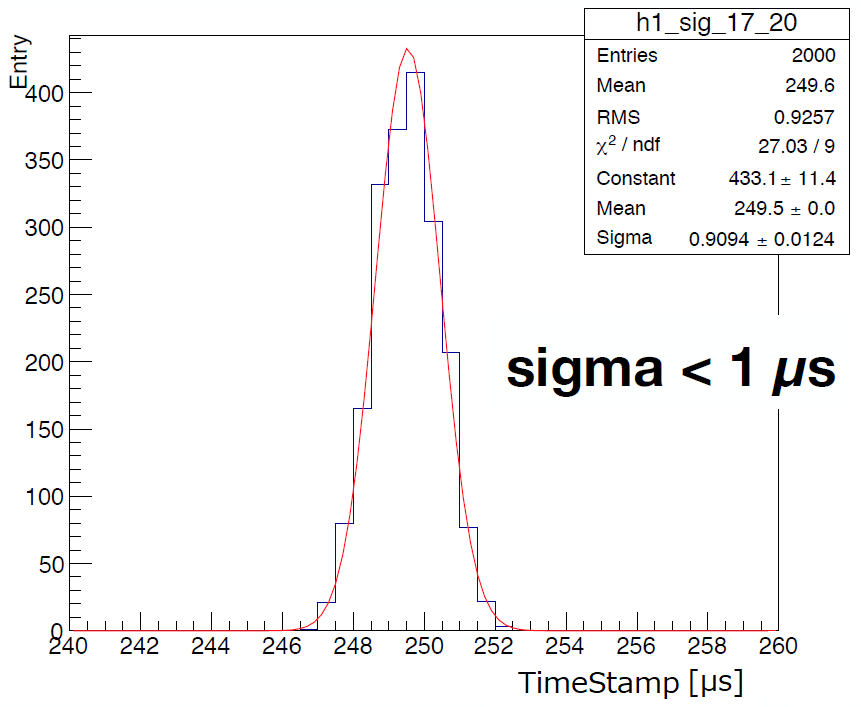 h1_sig_17_20
Entries 2000
Mean 249.6
RMS 0.9257
χ² / ndf 27.03 / 9
Constant 433.1 ± 11.4
Mean 249.5 ± 0.0
Sigma 0.9094 ± 0.0124
Entry
400
350
300
250
200
150
100
50
0
sigma < 1 µs
240 242 244 246 248 250 252 254 256 258 260
TimeStamp [µs]